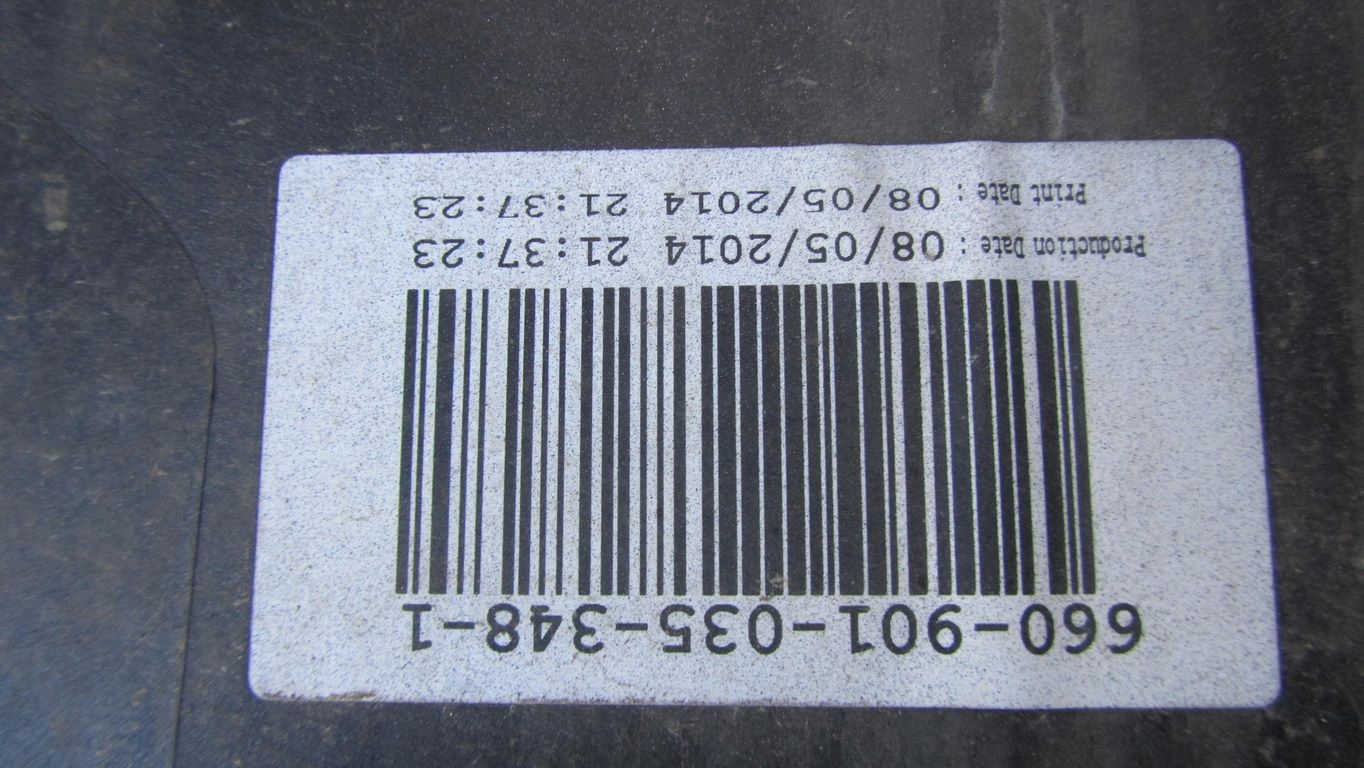 660-901-035-348-1
Production Date : 08/05/2014 21:37:23
Print Date : 08/05/2014 21:37:23